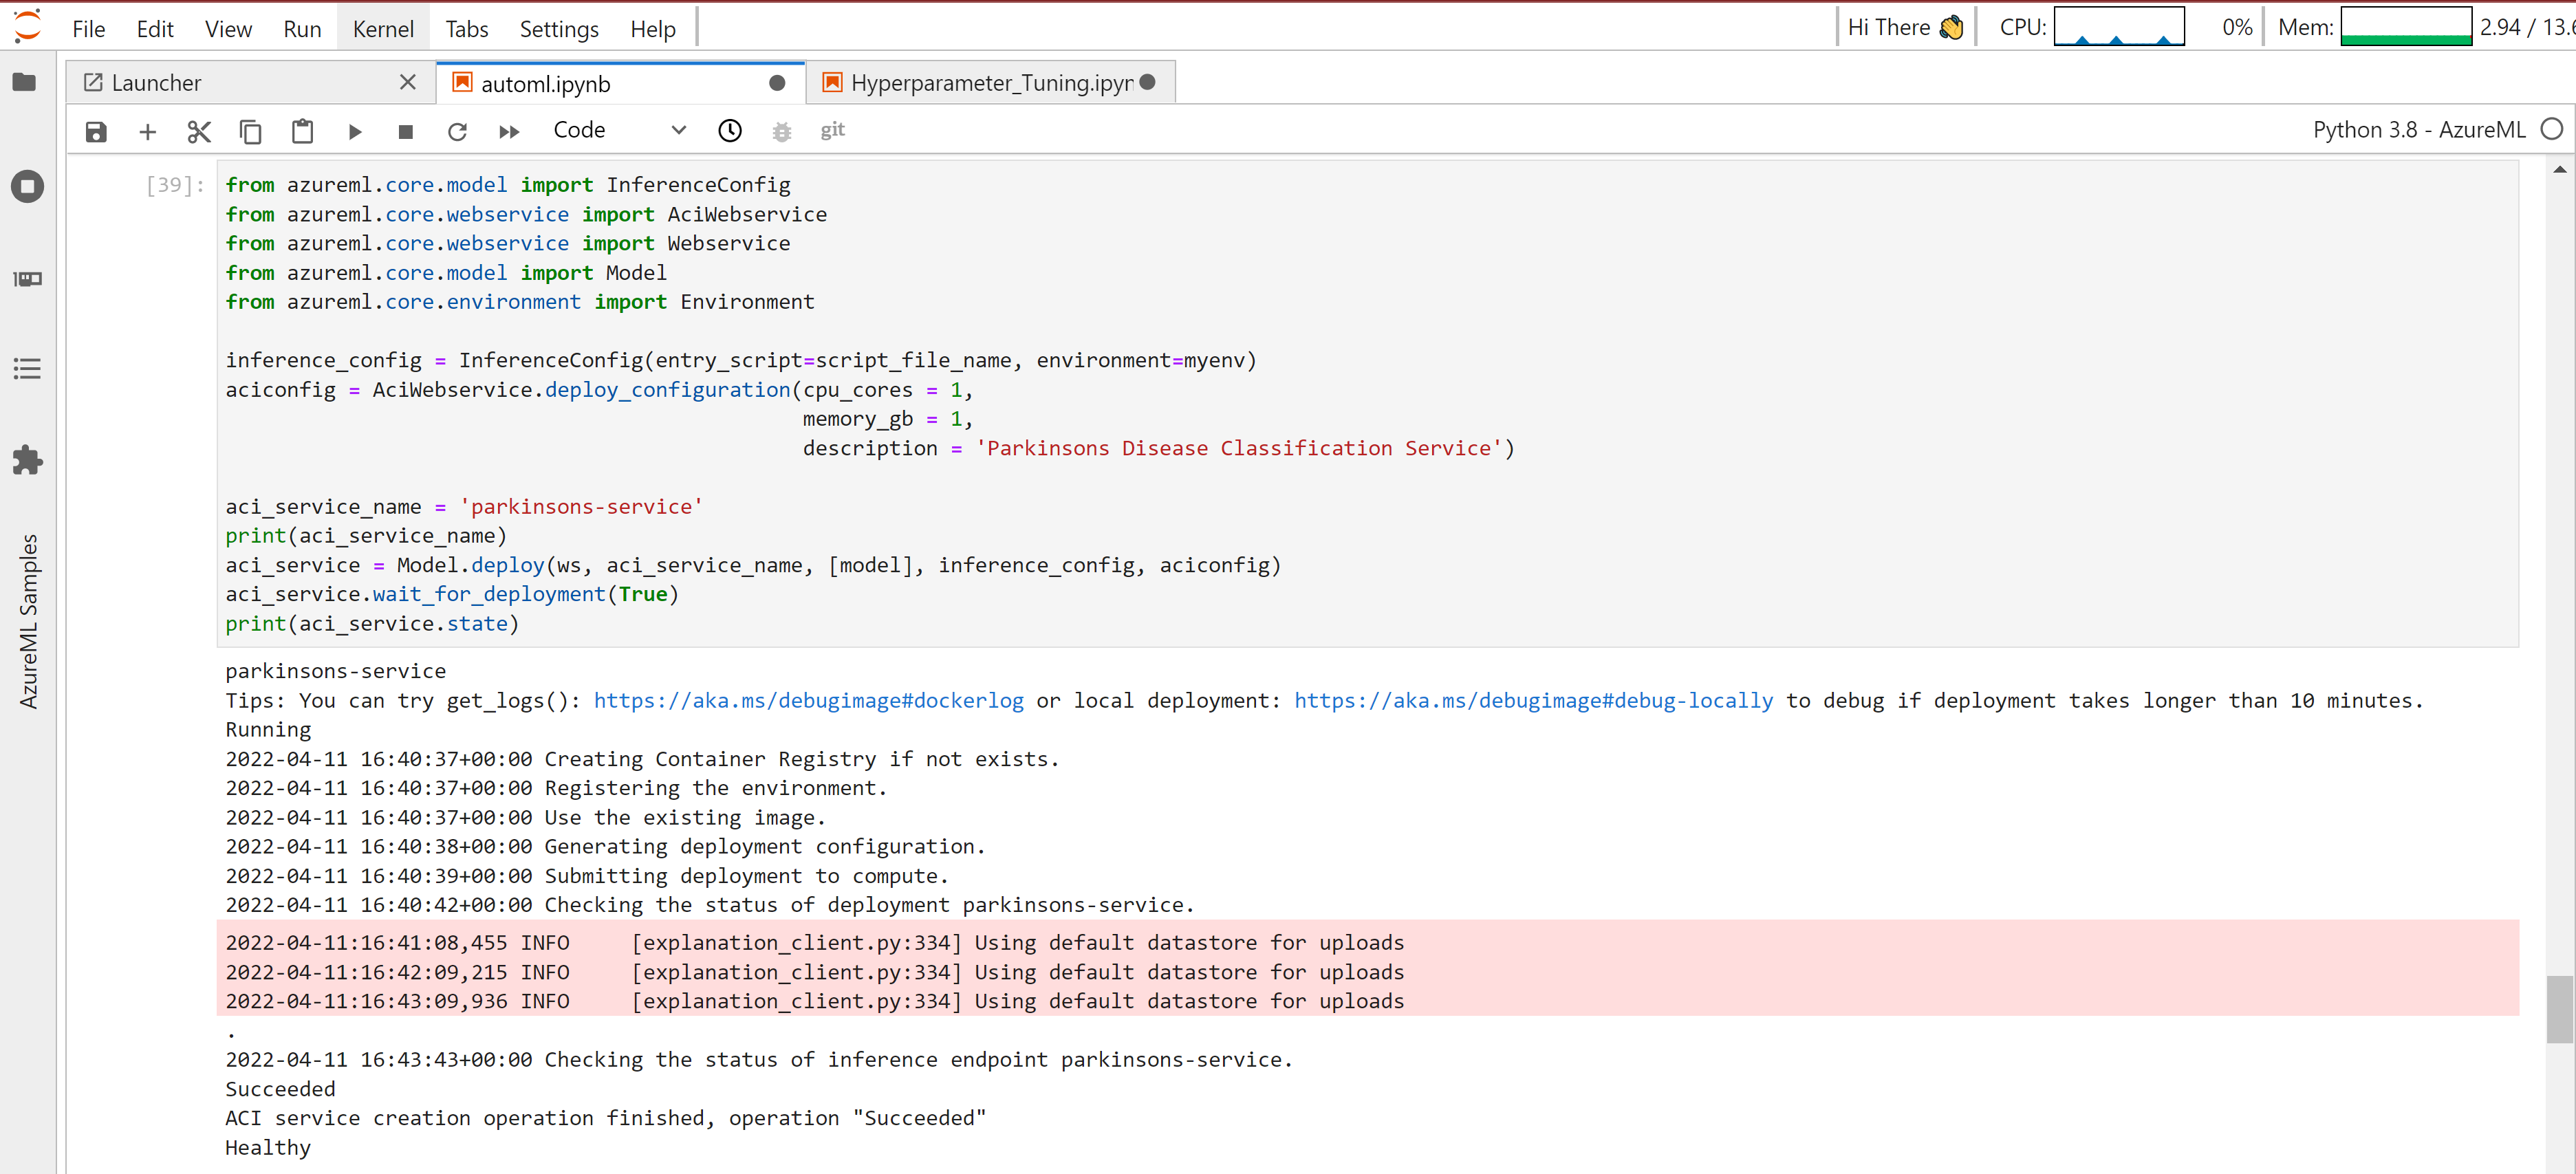 File Edit View Run Kernel Tabs Settings Help Hi There 👋 CPU: 0% Mem: 2.94 / 13.6
Launcher automl.ipynb Hyperparameter_Tuning.ipyn
Code git Python 3.8 - AzureML
AzureML Samples
[39]: from azureml.core.model import InferenceConfig
from azureml.core.webservice import AciWebservice
from azureml.core.webservice import Webservice
from azureml.core.model import Model
from azureml.core.environment import Environment
inference_config = InferenceConfig(entry_script=script_file_name, environment=myenv)
aciconfig = AciWebservice.deploy_configuration(cpu_cores = 1,
memory_gb = 1,
description = 'Parkinsons Disease Classification Service')
aci_service_name = 'parkinsons-service'
print(aci_service_name)
aci_service = Model.deploy(ws, aci_service_name, [model], inference_config, aciconfig)
aci_service.wait_for_deployment(True)
print(aci_service.state)
parkinsons-service
Tips: You can try get_logs(): https://aka.ms/debugimage#dockerlog or local deployment: https://aka.ms/debugimage#debug-locally to debug if deployment takes longer than 10 minutes.
Running
2022-04-11 16:40:37+00:00 Creating Container Registry if not exists.
2022-04-11 16:40:37+00:00 Registering the environment.
2022-04-11 16:40:37+00:00 Use the existing image.
2022-04-11 16:40:38+00:00 Generating deployment configuration.
2022-04-11 16:40:39+00:00 Submitting deployment to compute.
2022-04-11 16:40:42+00:00 Checking the status of deployment parkinsons-service.
2022-04-11:16:41:08,455 INFO [explanation_client.py:334] Using default datastore for uploads
2022-04-11:16:42:09,215 INFO [explanation_client.py:334] Using default datastore for uploads
2022-04-11:16:43:09,936 INFO [explanation_client.py:334] Using default datastore for uploads
.
2022-04-11 16:43:43+00:00 Checking the status of inference endpoint parkinsons-service.
Succeeded
ACI service creation operation finished, operation "Succeeded"
Healthy